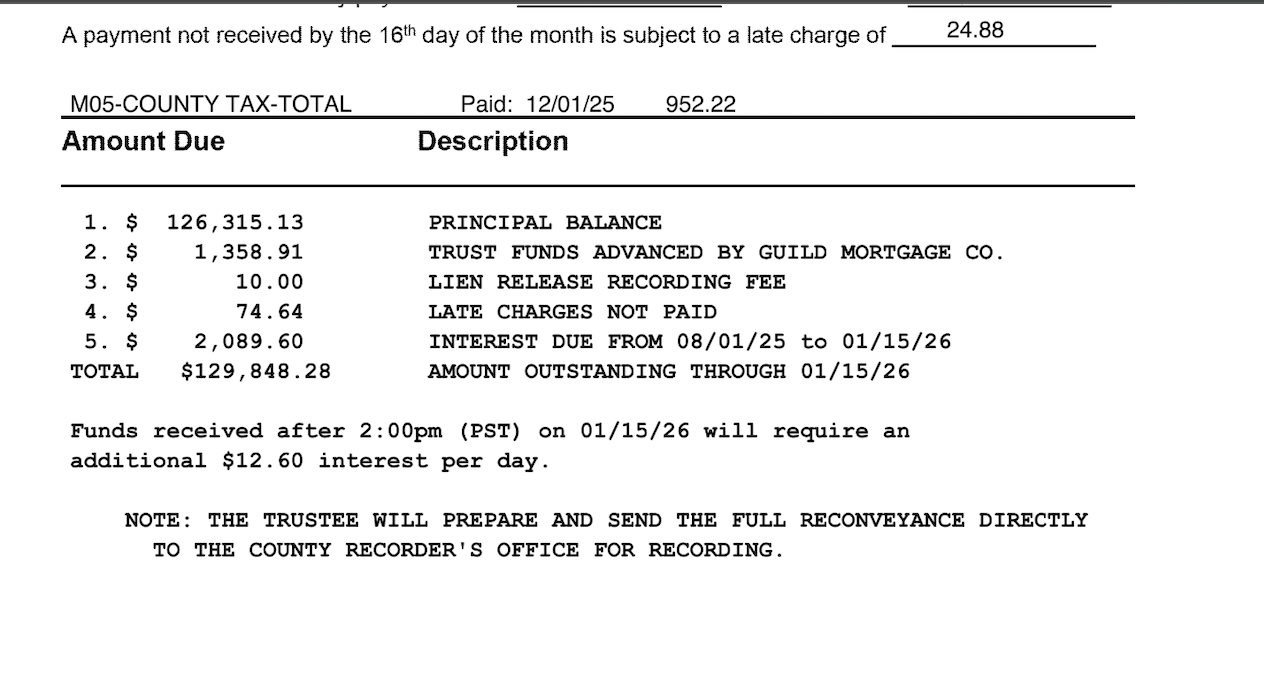 A payment not received by the 16th day of the month is subject to a late charge of 24.88
M05-COUNTY TAX-TOTAL Paid: 12/01/25 952.22
Amount Due Description
1. $ 126,315.13 PRINCIPAL BALANCE
2. $ 1,358.91 TRUST FUNDS ADVANCED BY GUILD MORTGAGE CO.
3. $ 10.00 LIEN RELEASE RECORDING FEE
4. $ 74.64 LATE CHARGES NOT PAID
5. $ 2,089.60 INTEREST DUE FROM 08/01/25 to 01/15/26
TOTAL $129,848.28 AMOUNT OUTSTANDING THROUGH 01/15/26
Funds received after 2:00pm (PST) on 01/15/26 will require an
additional $12.60 interest per day.
NOTE: THE TRUSTEE WILL PREPARE AND SEND THE FULL RECONVEYANCE DIRECTLY
TO THE COUNTY RECORDER'S OFFICE FOR RECORDING.